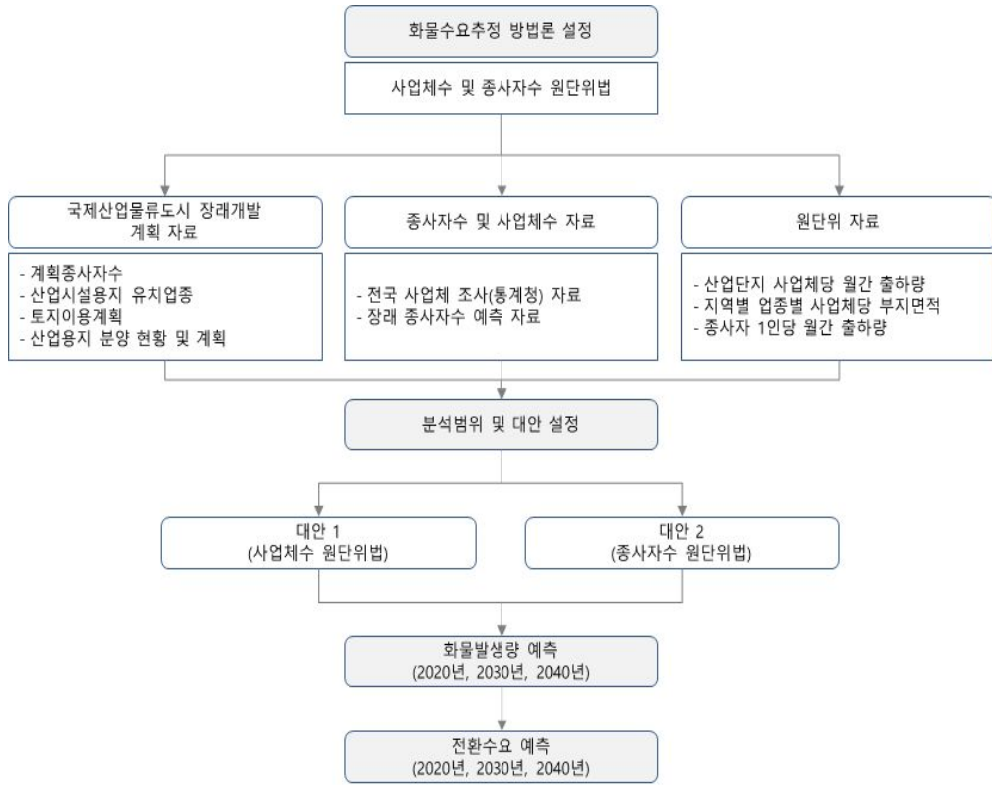 화물수요추정 방법론 설정
사업체수 및 종사자수 원단위법
국제산업물류도시 장래개발
계획 자료
- 계획종사자수
- 산업시설용지 유치업종
- 토지이용계획
- 산업용지 분양 현황 및 계획
종사자수 및 사업체수 자료
- 전국 사업체 조사(통계청) 자료
- 장래 종사자수 예측 자료
원단위 자료
- 산업단지 사업체당 월간 출하량
- 지역별 업종별 사업체당 부지면적
- 종사자 1인당 월간 출하량
분석범위 및 대안 설정
대안 1
(사업체수 원단위법)
대안 2
(종사자수 원단위법)
화물발생량 예측
(2020년, 2030년, 2040년)
전환수요 예측
(2020년, 2030년, 2040년)